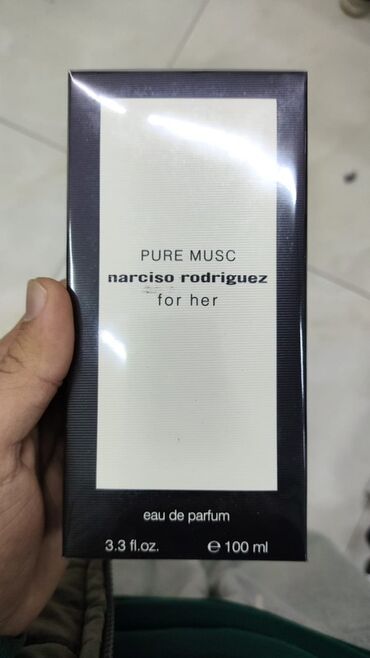 PURE MUSC
narciso rodriguez
for her
eau de parfum
3.3 fl.oz. ℮ 100 ml